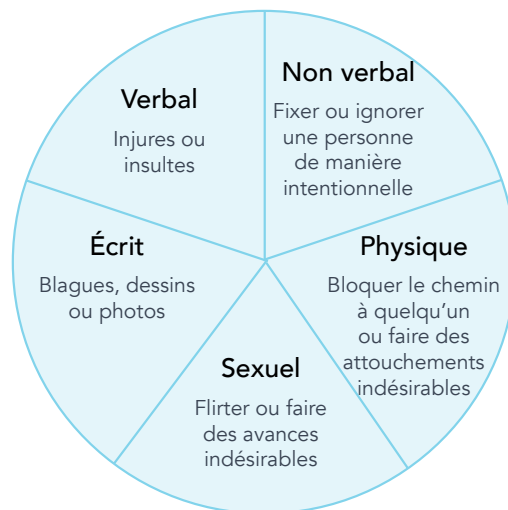 Verbal
Injures ou
insultes
Non verbal
Fixer ou ignorer
une personne
de manière
intentionnelle
Écrit
Blagues, dessins
ou photos
Physique
Bloquer le chemin
à quelqu’un
ou faire des
attouchements
indésirables
Sexuel
Flirter ou faire
des avances
indésirables